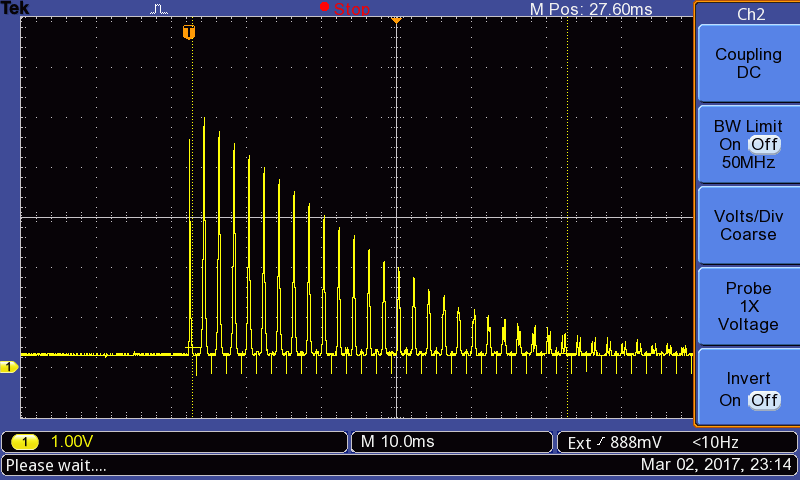 Tek
Stop
M Pos: 27.60ms
Ch2
T
Coupling
DC
BW Limit
On Off
50MHz
Volts/Div
Coarse
Probe
1X
Voltage
Invert
On Off
1
1 1.00V
M 10.0ms
Ext 888mV
<10Hz
Please wait....
Mar 02, 2017, 23:14